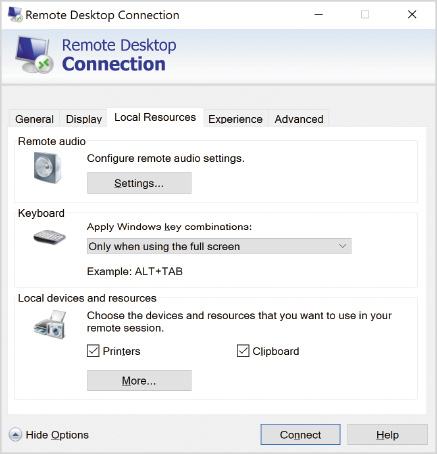 Remote Desktop Connection
Remote Desktop
Connection
General Display Local Resources Experience Advanced
Remote audio
Configure remote audio settings.
Settings...
Keyboard
Apply Windows key combinations:
Only when using the full screen
Example: ALT+TAB
Local devices and resources
Choose the devices and resources that you want to use in your
remote session.
Printers Clipboard
More...
Hide Options Connect Help